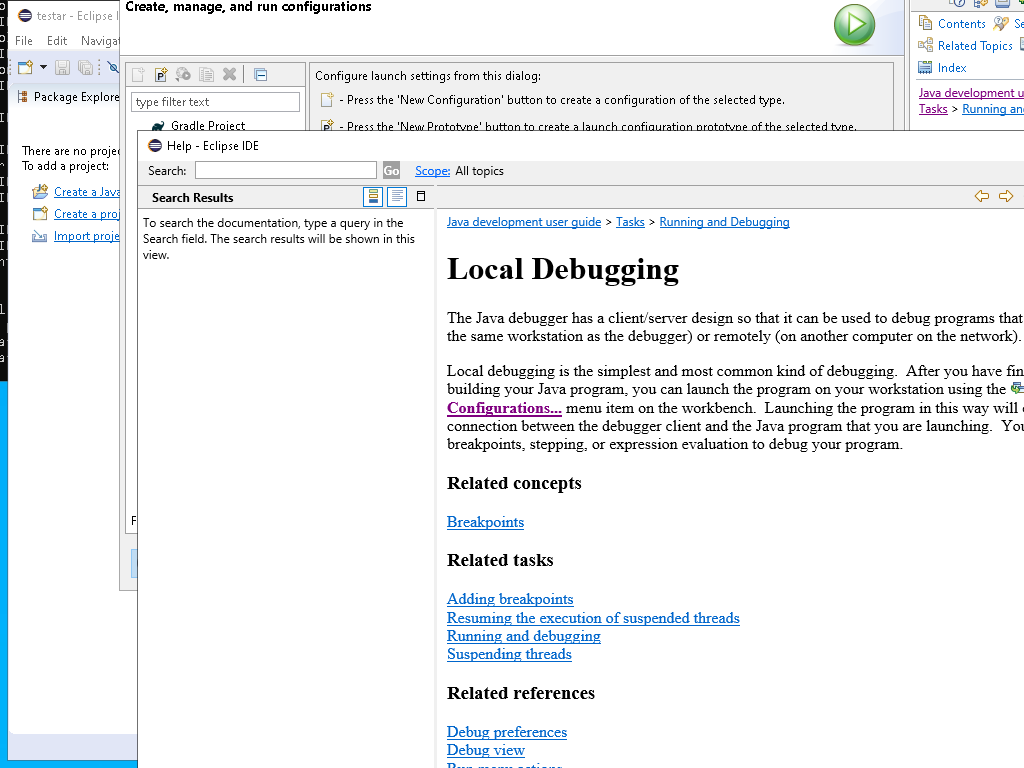 testar - Eclipse I
File Edit Navigat
Package Explore
There are no projec
To add a project:
Create a Java
Create a proj
Import proje
Create, manage, and run configurations
type filter text
Gradle Project
Configure launch settings from this dialog:
- Press the 'New Configuration' button to create a configuration of the selected type.
- Press the 'New Prototype' button to create a launch configuration prototype of the selected type.
Contents Se
Related Topics
Index
Java development u
Tasks > Running an
Help - Eclipse IDE
Search: Go Scope: All topics
Search Results
To search the documentation, type a query in the
Search field. The search results will be shown in this
view.
Java development user guide > Tasks > Running and Debugging
Local Debugging
The Java debugger has a client/server design so that it can be used to debug programs that
the same workstation as the debugger) or remotely (on another computer on the network).
Local debugging is the simplest and most common kind of debugging. After you have fin
building your Java program, you can launch the program on your workstation using the
Configurations... menu item on the workbench. Launching the program in this way will
connection between the debugger client and the Java program that you are launching. You
breakpoints, stepping, or expression evaluation to debug your program.
Related concepts
Breakpoints
Related tasks
Adding breakpoints
Resuming the execution of suspended threads
Running and debugging
Suspending threads
Related references
Debug preferences
Debug view
Run menu actions